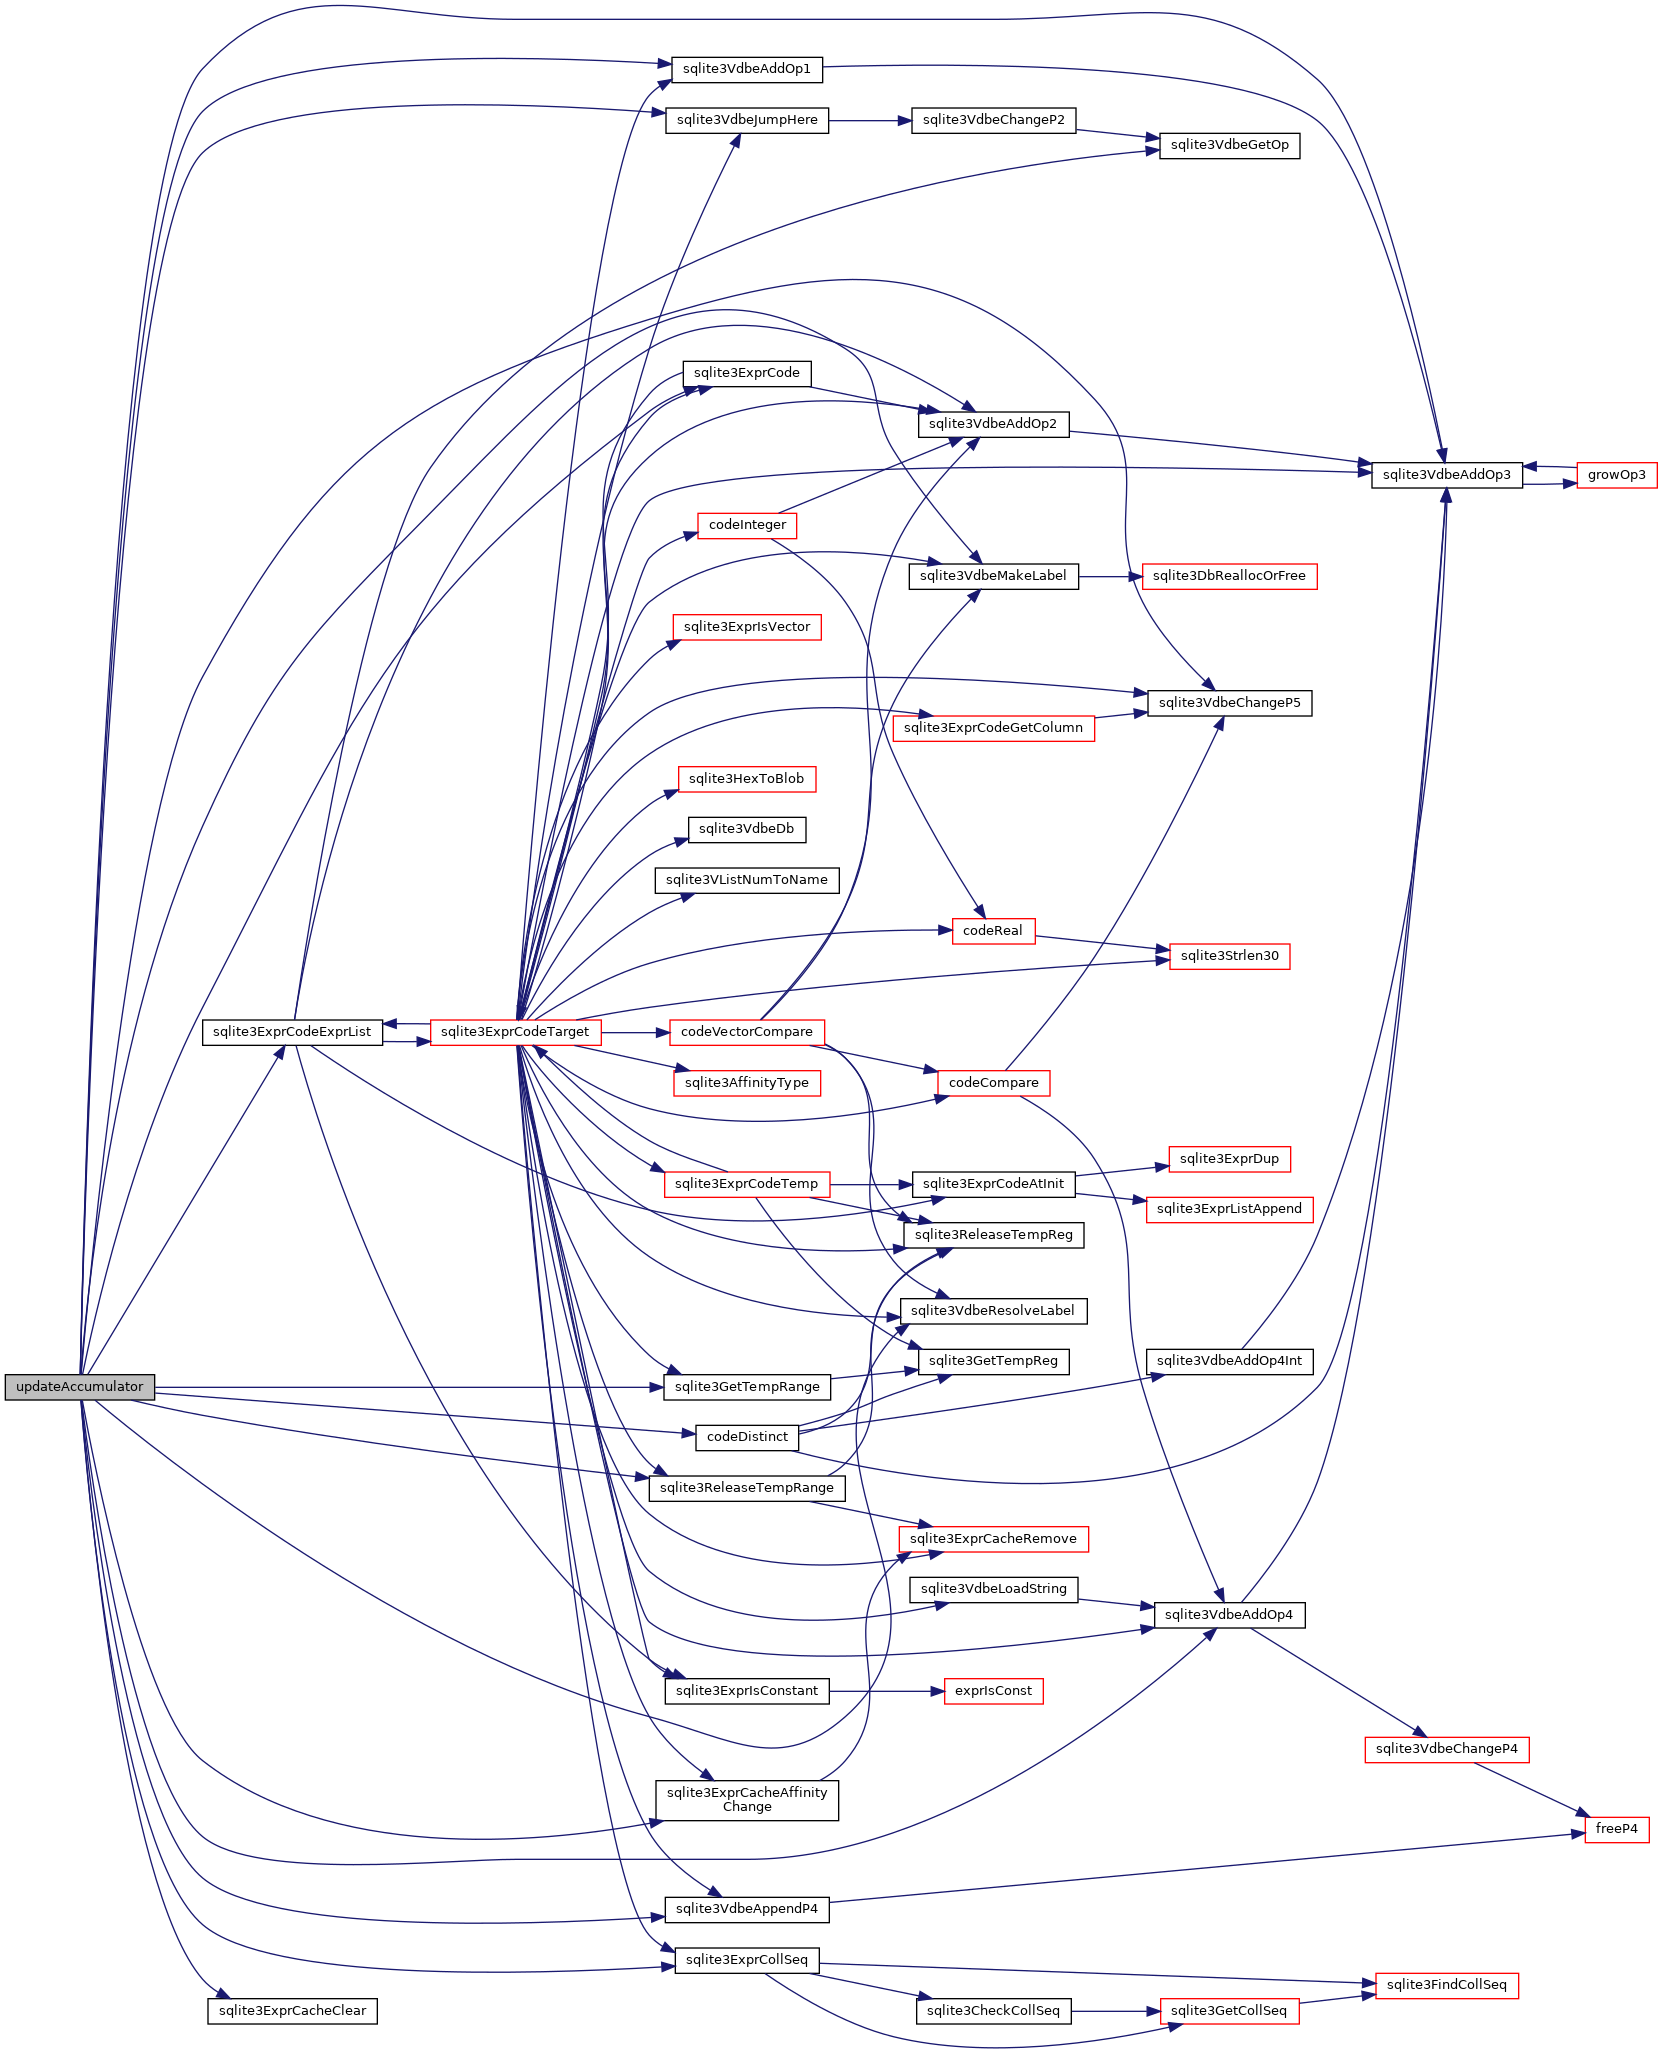 sqlite3VdbeAddOp1
sqlite3VdbeJumpHere
sqlite3VdbeChangeP2
sqlite3VdbeGetOp
sqlite3ExprCode
sqlite3VdbeAddOp2
sqlite3VdbeAddOp3
growOp3
codeInteger
sqlite3VdbeMakeLabel
sqlite3DbReallocOrFree
sqlite3ExprIsVector
sqlite3VdbeChangeP5
sqlite3ExprCodeGetColumn
sqlite3HexToBlob
sqlite3VdbeDb
sqlite3VListNumToName
codeReal
sqlite3Strlen30
sqlite3ExprCodeExprList
sqlite3ExprCodeTarget
codeVectorCompare
sqlite3AffinityType
codeCompare
sqlite3ExprDup
sqlite3ExprCodeTemp
sqlite3ExprCodeAtInit
sqlite3ExprListAppend
sqlite3ReleaseTempReg
sqlite3VdbeResolveLabel
sqlite3GetTempReg
sqlite3VdbeAddOp4Int
updateAccumulator
sqlite3GetTempRange
codeDistinct
sqlite3ReleaseTempRange
sqlite3ExprCacheRemove
sqlite3VdbeLoadString
sqlite3VdbeAddOp4
sqlite3ExprIsConstant
exprIsConst
sqlite3VdbeChangeP4
sqlite3ExprCacheAffinity
Change
freeP4
sqlite3VdbeAppendP4
sqlite3ExprCollSeq
sqlite3FindCollSeq
sqlite3ExprCacheClear
sqlite3CheckCollSeq
sqlite3GetCollSeq